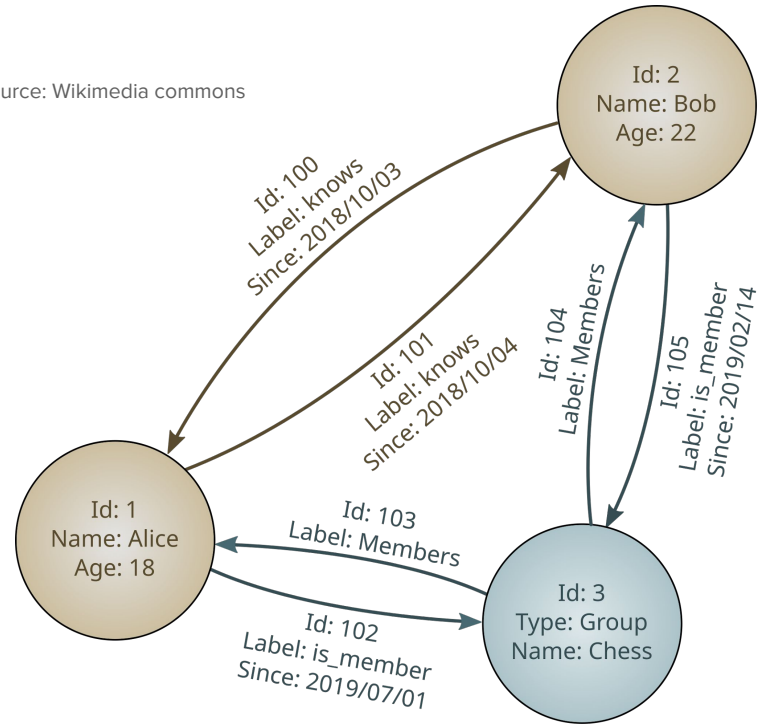 Id: 2
Name: Bob
Age: 22
urce: Wikimedia commons
Id: 100
Label: knows
Since: 2018/10/03
Id: 101
Label: knows
Since: 2018/10/04
Id: 104
Label: Members
Id: 105
Label: is_member
Since: 2019/02/14
Id: 1
Name: Alice
Age: 18
Id: 103
Label: Members
Id: 102
Label: is_member
Since: 2019/07/01
Id: 3
Type: Group
Name: Chess